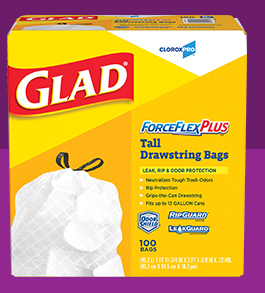 CLOROXPRO
GLAD
FORCEFLEXPLUS
Tall
Drawstring Bags
LEAK, RIP & ODOR PROTECTION
• Neutralizes Tough Trash Odors
• Rip Protection
• Grips-the-Can Drawstring
• Fits up to 13 GALLON Cans
ODOR SHIELD
RIPGUARD
LEAKGUARD
100
BAGS